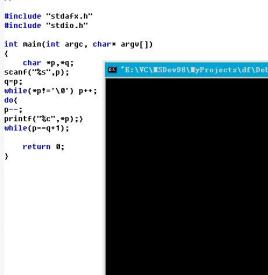 #include "stdafx.h"
#include "stdio.h"
int main(int argc, char* argv[])
{
char *p,*q;
scanf("%s",p);
q=p;
while(*p!='\0') p++;
do{
p--;
printf("%c",*p);}
while(p!=q+1);
return 0;
}
"E:\VC\MSDev98\MyProjects\df\Deb